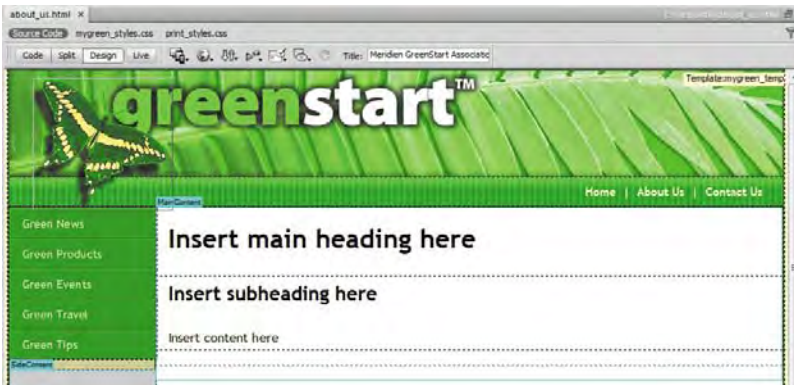 about_us.html ×
Source Code mygreen_styles.css print_styles.css
Code Split Design Live Title: Meridien GreenStart Associatic
Template:mygreen_temp
greenstart™
Home | About Us | Contact Us
MainContent
Green News
Green Products
Green Events
Green Travel
Green Tips
SideContent
Insert main heading here
Insert subheading here
Insert content here